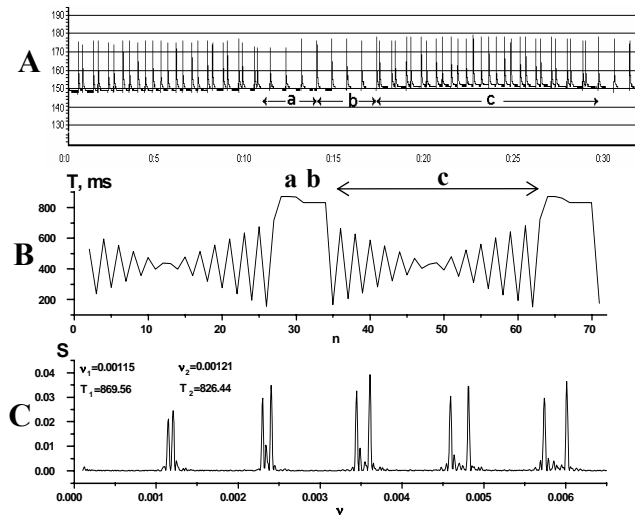 A
190
180
170
160
150
140
130
a b c
0:0 0:5 0:10 0:15 0:20 0:25 0:30
T, ms
a b c
B
800
600
400
200
0 10 20 30 40 50 60 70
n
S
C
ν₁=0.00115 ν₂=0.00121
T₁=869.56 T₂=826.44
0.04
0.03
0.02
0.01
0.00
0.000 0.001 0.002 0.003 0.004 0.005 0.006
ν